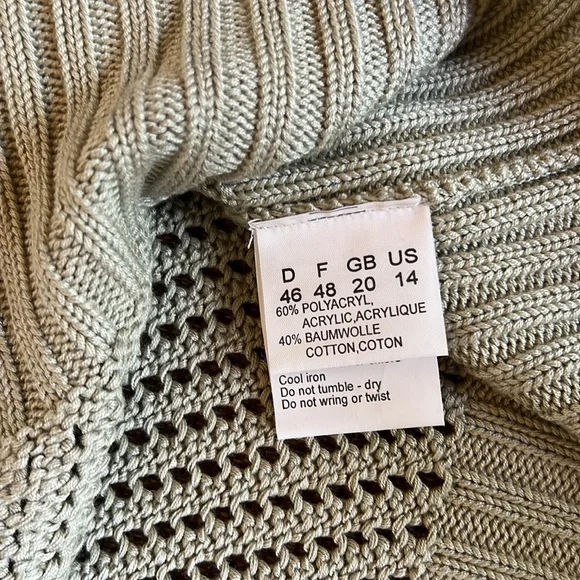 D F GB US
46 48 20 14
60% POLYACRYL,
ACRYLIC,ACRYLIQUE
40% BAUMWOLLE
COTTON,COTON
Cool iron
Do not tumble - dry
Do not wring or twist